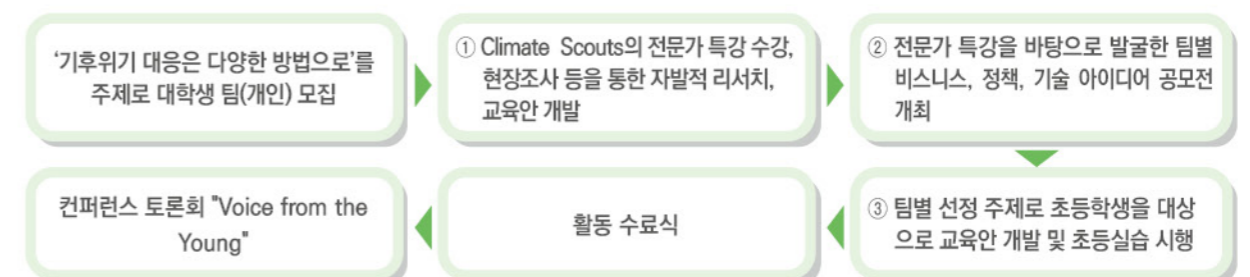 ‘기후위기 대응은 다양한 방법으로’를
주제로 대학생 팀(개인) 모집
① Climate Scouts의 전문가 특강 수강,
현장조사 등을 통한 자발적 리서치,
교육안 개발
② 전문가 특강을 바탕으로 발굴한 팀별
비스니스, 정책, 기술 아이디어 공모전
개최
③ 팀별 선정 주제로 초등학생을 대상
으로 교육안 개발 및 초등실습 시행
활동 수료식
컨퍼런스 토론회 "Voice from the
Young"